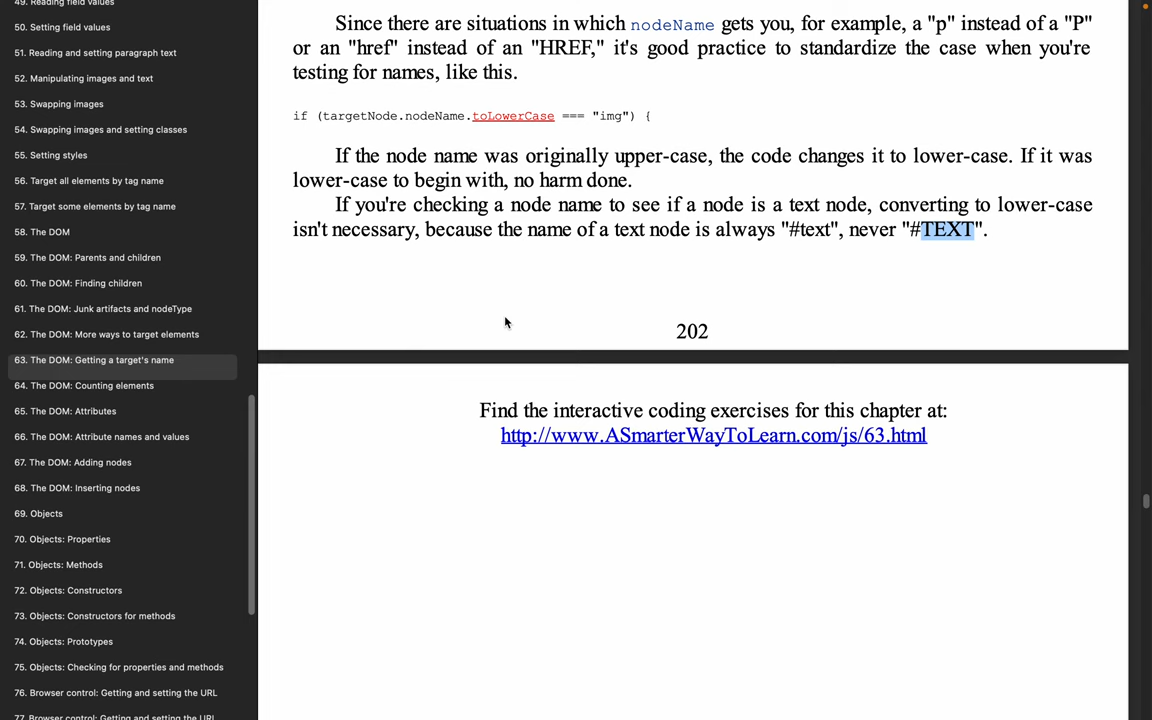 49. Reading field values
50. Setting field values
51. Reading and setting paragraph text
52. Manipulating images and text
53. Swapping images
54. Swapping images and setting classes
55. Setting styles
56. Target all elements by tag name
57. Target some elements by tag name
58. The DOM
59. The DOM: Parents and children
60. The DOM: Finding children
61. The DOM: Junk artifacts and nodeType
62. The DOM: More ways to target elements
63. The DOM: Getting a target's name
64. The DOM: Counting elements
65. The DOM: Attributes
66. The DOM: Attribute names and values
67. The DOM: Adding nodes
68. The DOM: Inserting nodes
69. Objects
70. Objects: Properties
71. Objects: Methods
72. Objects: Constructors
73. Objects: Constructors for methods
74. Objects: Prototypes
75. Objects: Checking for properties and methods
76. Browser control: Getting and setting the URL
77. Browser control: Getting and setting the URL
Since there are situations in which nodeName gets you, for example, a "p" instead of a "P"
or an "href" instead of an "HREF," it's good practice to standardize the case when you're
testing for names, like this.
if (targetNode.nodeName.toLowerCase === "img") {
If the node name was originally upper-case, the code changes it to lower-case. If it was
lower-case to begin with, no harm done.
If you're checking a node name to see if a node is a text node, converting to lower-case
isn't necessary, because the name of a text node is always "#text", never "#TEXT".
202
Find the interactive coding exercises for this chapter at:
http://www.ASmarterWayToLearn.com/js/63.html